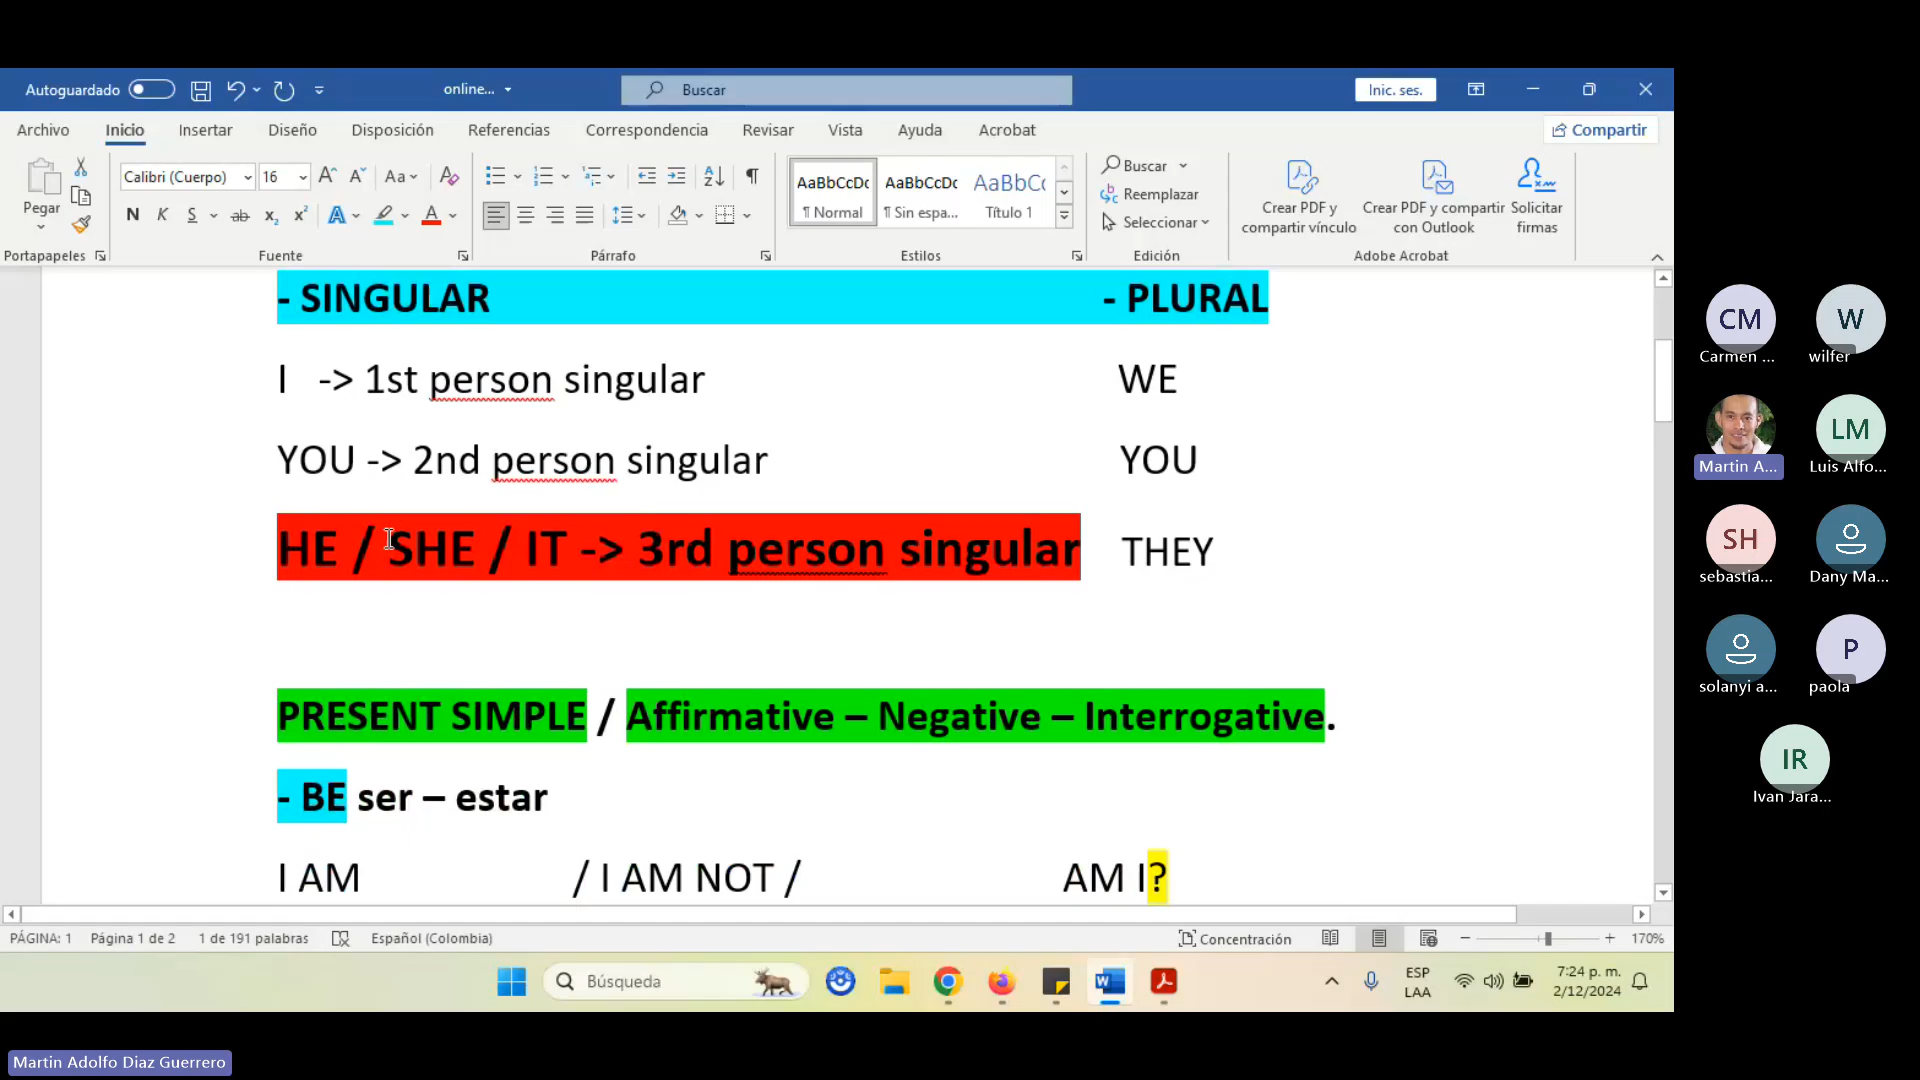 Autoguardado
online...
Buscar
Inic. ses.
Archivo Inicio Insertar Diseño Disposición Referencias Correspondencia Revisar Vista Ayuda Acrobat
Compartir
Pegar
Portapapeles
Calibri (Cuerpo) 16 A A Aa
N K S ab x₂ x² A A
Fuente
Párrafo
AaBbCcDc AaBbCcDc AaBbCc
¶ Normal ¶ Sin espa... Título 1
Estilos
Buscar
Reemplazar
Seleccionar
Edición
Crear PDF y compartir vínculo
Crear PDF y compartir con Outlook
Solicitar firmas
Adobe Acrobat
- SINGULAR - PLURAL
I -> 1st person singular WE
YOU -> 2nd person singular YOU
HE / SHE / IT -> 3rd person singular THEY
PRESENT SIMPLE / Affirmative – Negative – Interrogative.
- BE ser – estar
I AM / I AM NOT / AM I?
PÁGINA: 1 Página 1 de 2 1 de 191 palabras Español (Colombia) Concentración 170%
Búsqueda
ESP
LAA
7:24 p. m.
2/12/2024
CM
Carmen ...
W
wilfer
Martin A...
LM
Luis Alfo...
SH
sebastia...
Dany Ma...
solanyi a...
P
paola
IR
Ivan Jara...
Martin Adolfo Diaz Guerrero